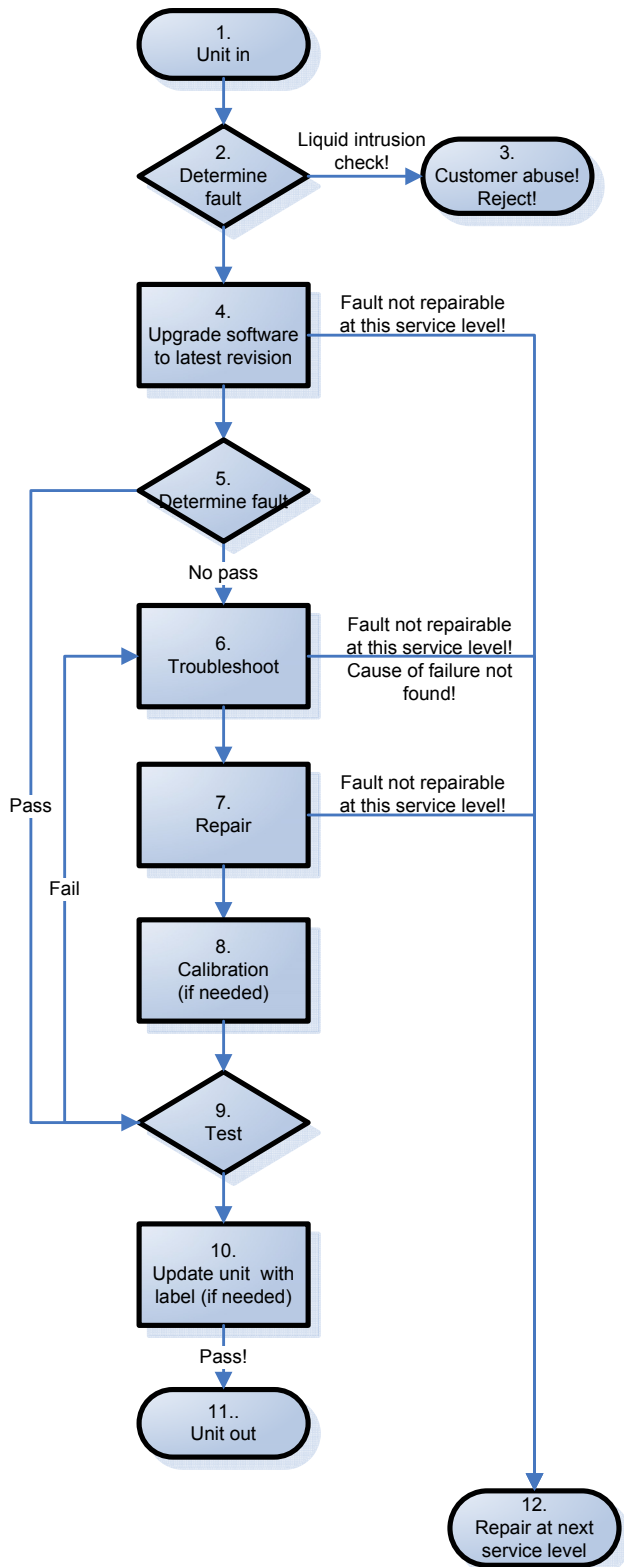 1.
Unit in
2.
Determine
fault
Liquid intrusion
check!
3.
Customer abuse!
Reject!
4.
Upgrade software
to latest revision
Fault not repairable
at this service level!
5.
Determine fault
No pass
6.
Troubleshoot
Fault not repairable
at this service level!
Cause of failure not
found!
7.
Repair
Fault not repairable
at this service level!
Pass
Fail
8.
Calibration
(if needed)
9.
Test
10.
Update unit with
label (if needed)
Pass!
11..
Unit out
12.
Repair at next
service level